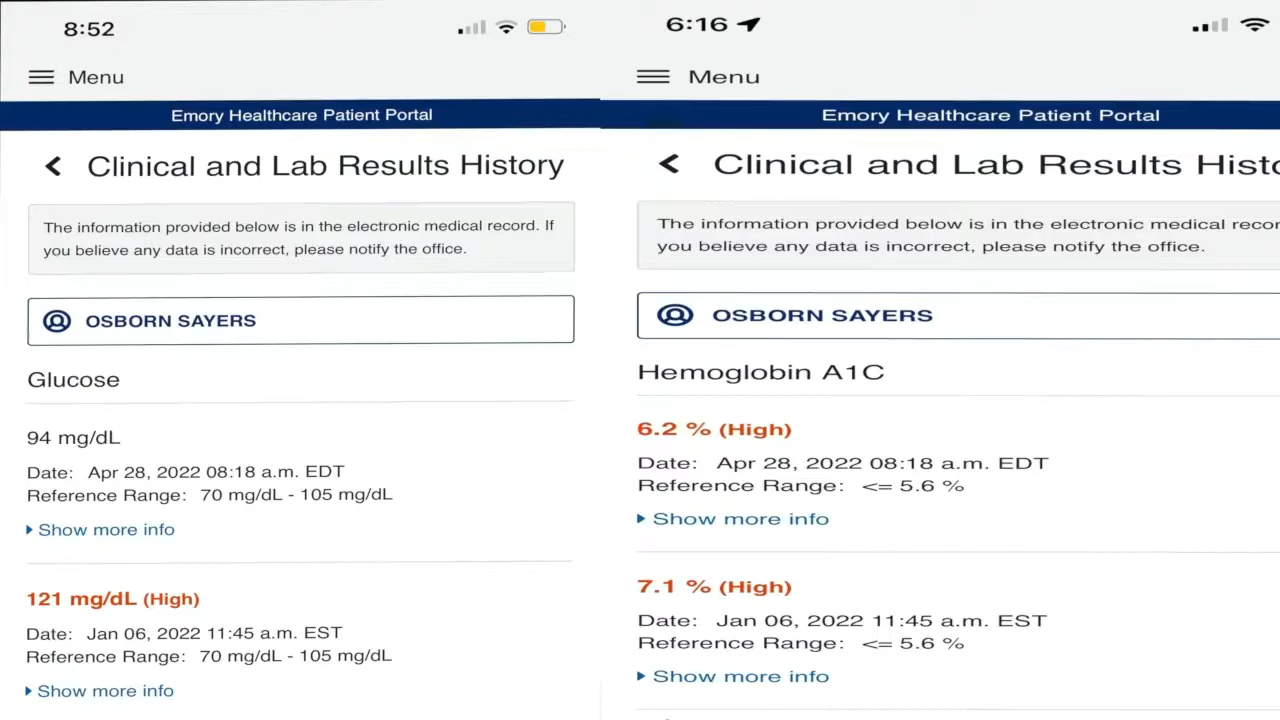 8:52
Menu
Emory Healthcare Patient Portal
Clinical and Lab Results History
The information provided below is in the electronic medical record. If
you believe any data is incorrect, please notify the office.
OSBORN SAYERS
Glucose
94 mg/dL
Date: Apr 28, 2022 08:18 a.m. EDT
Reference Range: 70 mg/dL - 105 mg/dL
Show more info
121 mg/dL (High)
Date: Jan 06, 2022 11:45 a.m. EST
Reference Range: 70 mg/dL - 105 mg/dL
Show more info
6:16
Menu
Emory Healthcare Patient Portal
Clinical and Lab Results Histo
The information provided below is in the electronic medical recor
you believe any data is incorrect, please notify the office.
OSBORN SAYERS
Hemoglobin A1C
6.2 % (High)
Date: Apr 28, 2022 08:18 a.m. EDT
Reference Range: <= 5.6 %
Show more info
7.1 % (High)
Date: Jan 06, 2022 11:45 a.m. EST
Reference Range: <= 5.6 %
Show more info